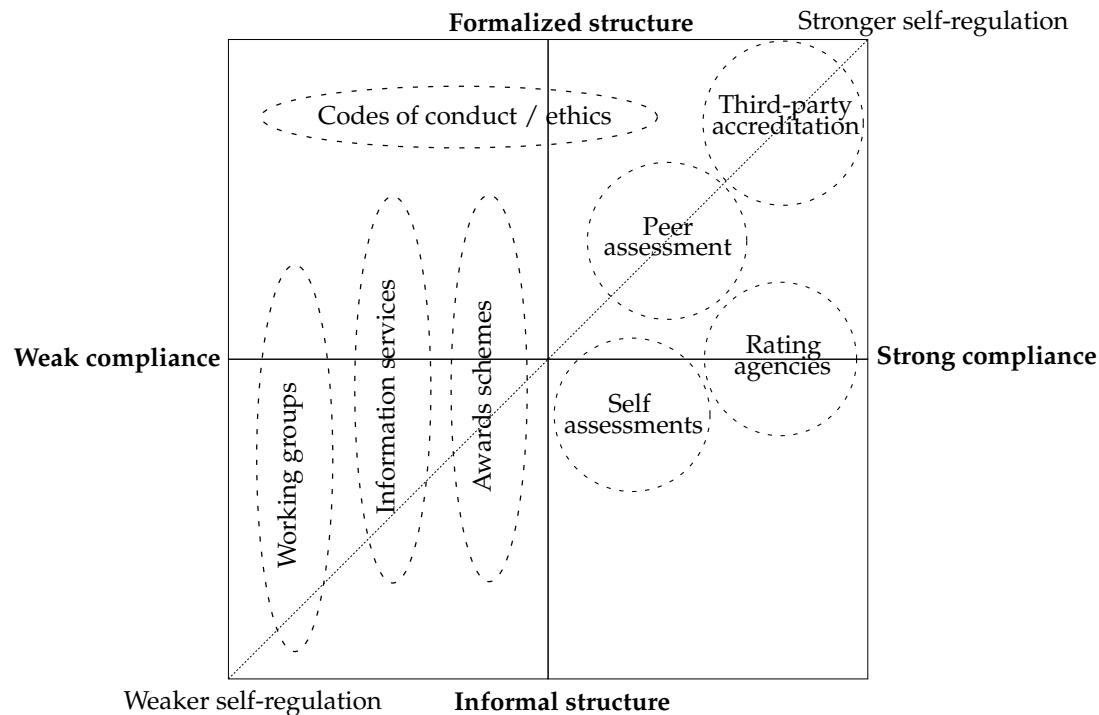 Formalized structure
Stronger self-regulation
Codes of conduct / ethics
Third-party
accreditation
Peer
assessment
Weak compliance
Strong compliance
Working groups
Information services
Awards schemes
Rating
agencies
Self
assessments
Weaker self-regulation
Informal structure